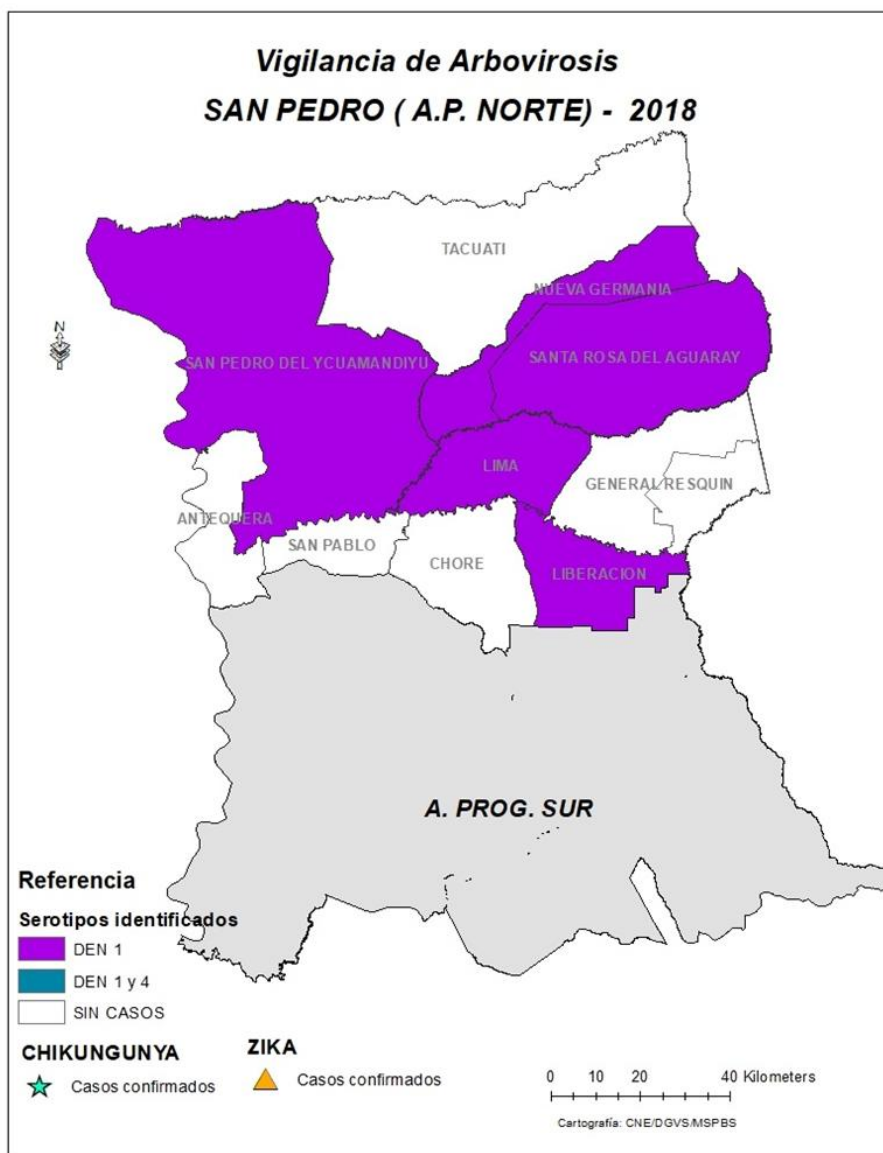 Vigilancia de Arbovirosis
SAN PEDRO ( A.P. NORTE) - 2018
TACUATI
NUEVA GERMANIA
SAN PEDRO DEL YCUAMANDIYU
SANTA ROSA DEL AGUARAY
N
LIMA
GENERAL RESQUIN
ANTEQUERA
SAN PABLO
CHORE
LIBERACION
A. PROG. SUR
Referencia
Serotipos identificados
DEN 1
DEN 1 y 4
SIN CASOS
CHIKUNGUNYA
Casos confirmados
ZIKA
Casos confirmados
0 10 20 40 Kilometers
Cartografía: CNE/DGVS/MSPBS